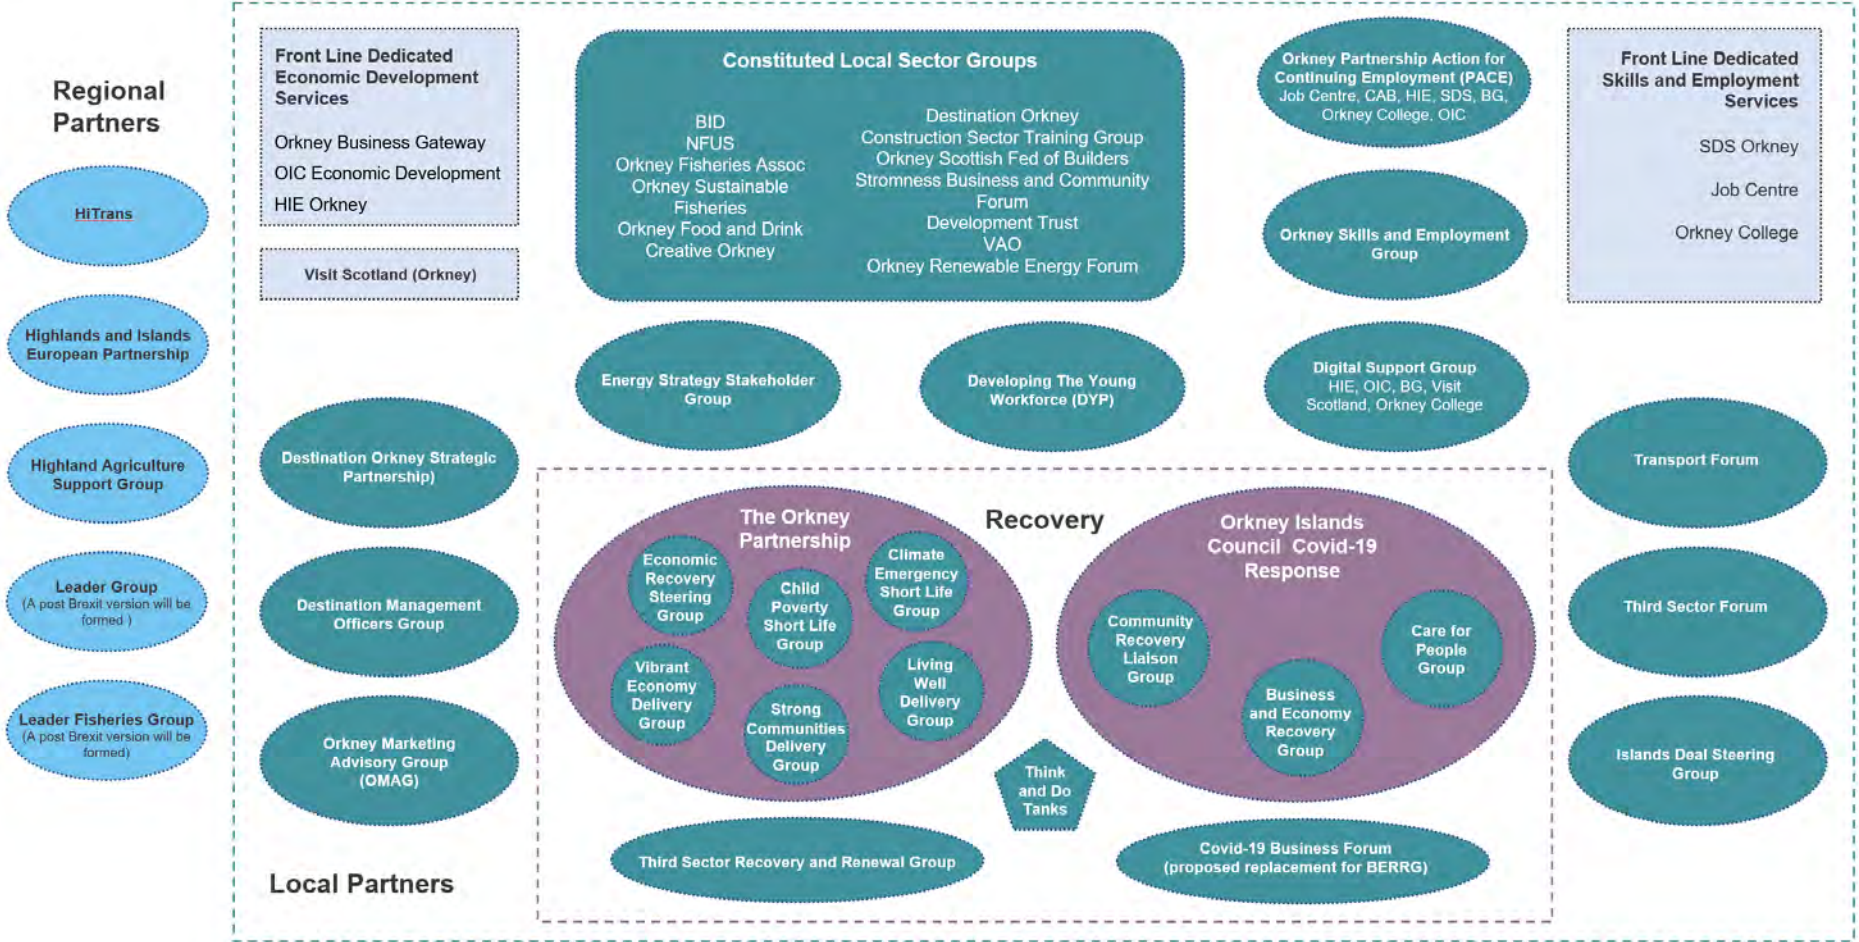 Regional
Partners
HiTrans
Highlands and Islands
European Partnership
Highland Agriculture
Support Group
Leader Group
(A post Brexit version will be
formed )
Leader Fisheries Group
(A post Brexit version will be
formed)
Front Line Dedicated
Economic Development
Services
Orkney Business Gateway
OIC Economic Development
HIE Orkney
Visit Scotland (Orkney)
Destination Orkney Strategic
Partnership)
Destination Management
Officers Group
Orkney Marketing
Advisory Group
(OMAG)
Local Partners
Constituted Local Sector Groups
BID
NFUS
Orkney Fisheries Assoc
Orkney Sustainable
Fisheries
Orkney Food and Drink
Creative Orkney
Destination Orkney
Construction Sector Training Group
Orkney Scottish Fed of Builders
Stromness Business and Community
Forum
Development Trust
VAO
Orkney Renewable Energy Forum
Energy Strategy Stakeholder
Group
Developing The Young
Workforce (DYP)
Orkney Partnership Action for
Continuing Employment (PACE)
Job Centre, CAB, HIE, SDS, BG,
Orkney College, OIC
Orkney Skills and Employment
Group
Digital Support Group
HIE, OIC, BG, Visit
Scotland, Orkney College
Front Line Dedicated
Skills and Employment
Services
SDS Orkney
Job Centre
Orkney College
Transport Forum
Third Sector Forum
Islands Deal Steering
Group
Recovery
The Orkney
Partnership
Economic
Recovery
Steering
Group
Child
Poverty
Short Life
Group
Climate
Emergency
Short Life
Group
Vibrant
Economy
Delivery
Group
Strong
Communities
Delivery
Group
Living
Well
Delivery
Group
Orkney Islands
Council Covid-19
Response
Community
Recovery
Liaison
Group
Business
and Economy
Recovery
Group
Care for
People
Group
Think
and Do
Tanks
Third Sector Recovery and Renewal Group
Covid-19 Business Forum
(proposed replacement for BERRG)